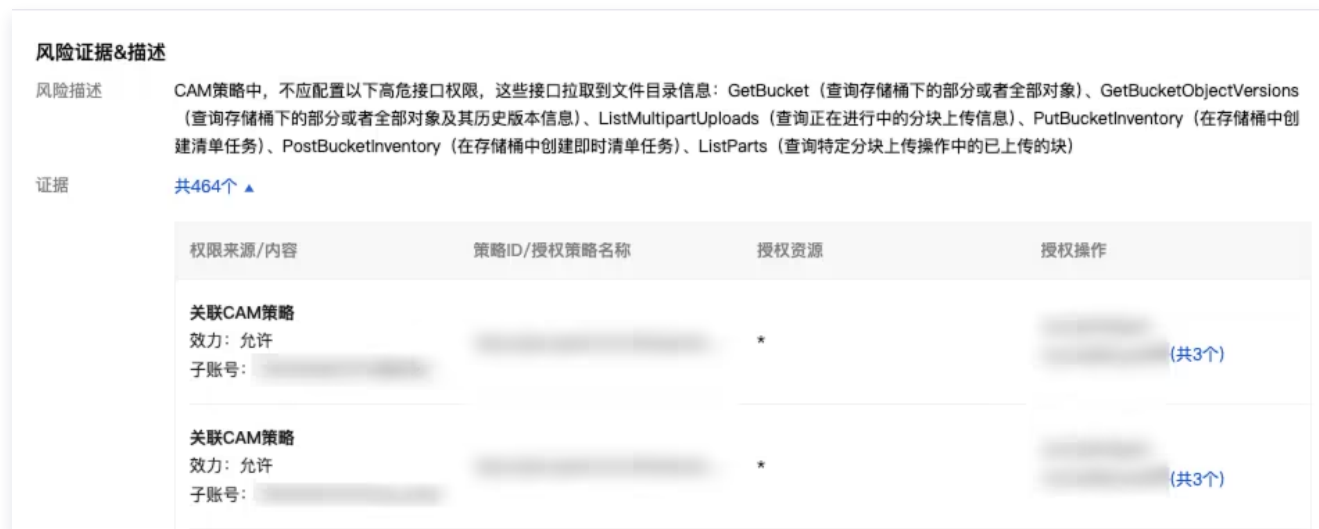 风险证据&描述
风险描述 CAM策略中，不应配置以下高危接口权限，这些接口拉取到文件目录信息：GetBucket（查询存储桶下的部分或者全部对象）、GetBucketObjectVersions
（查询存储桶下的部分或者全部对象及其历史版本信息）、ListMultipartUploads（查询正在进行中的分块上传信息）、PutBucketInventory（在存储桶中创
建清单任务）、PostBucketInventory（在存储桶中创建即时清单任务）、ListParts（查询特定分块上传操作中的已上传的块）
证据 共464个 ▲
权限来源/内容 策略ID/授权策略名称 授权资源 授权操作
关联CAM策略
效力：允许 *
子账号： (共3个)
关联CAM策略
效力：允许 *
子账号： (共3个)